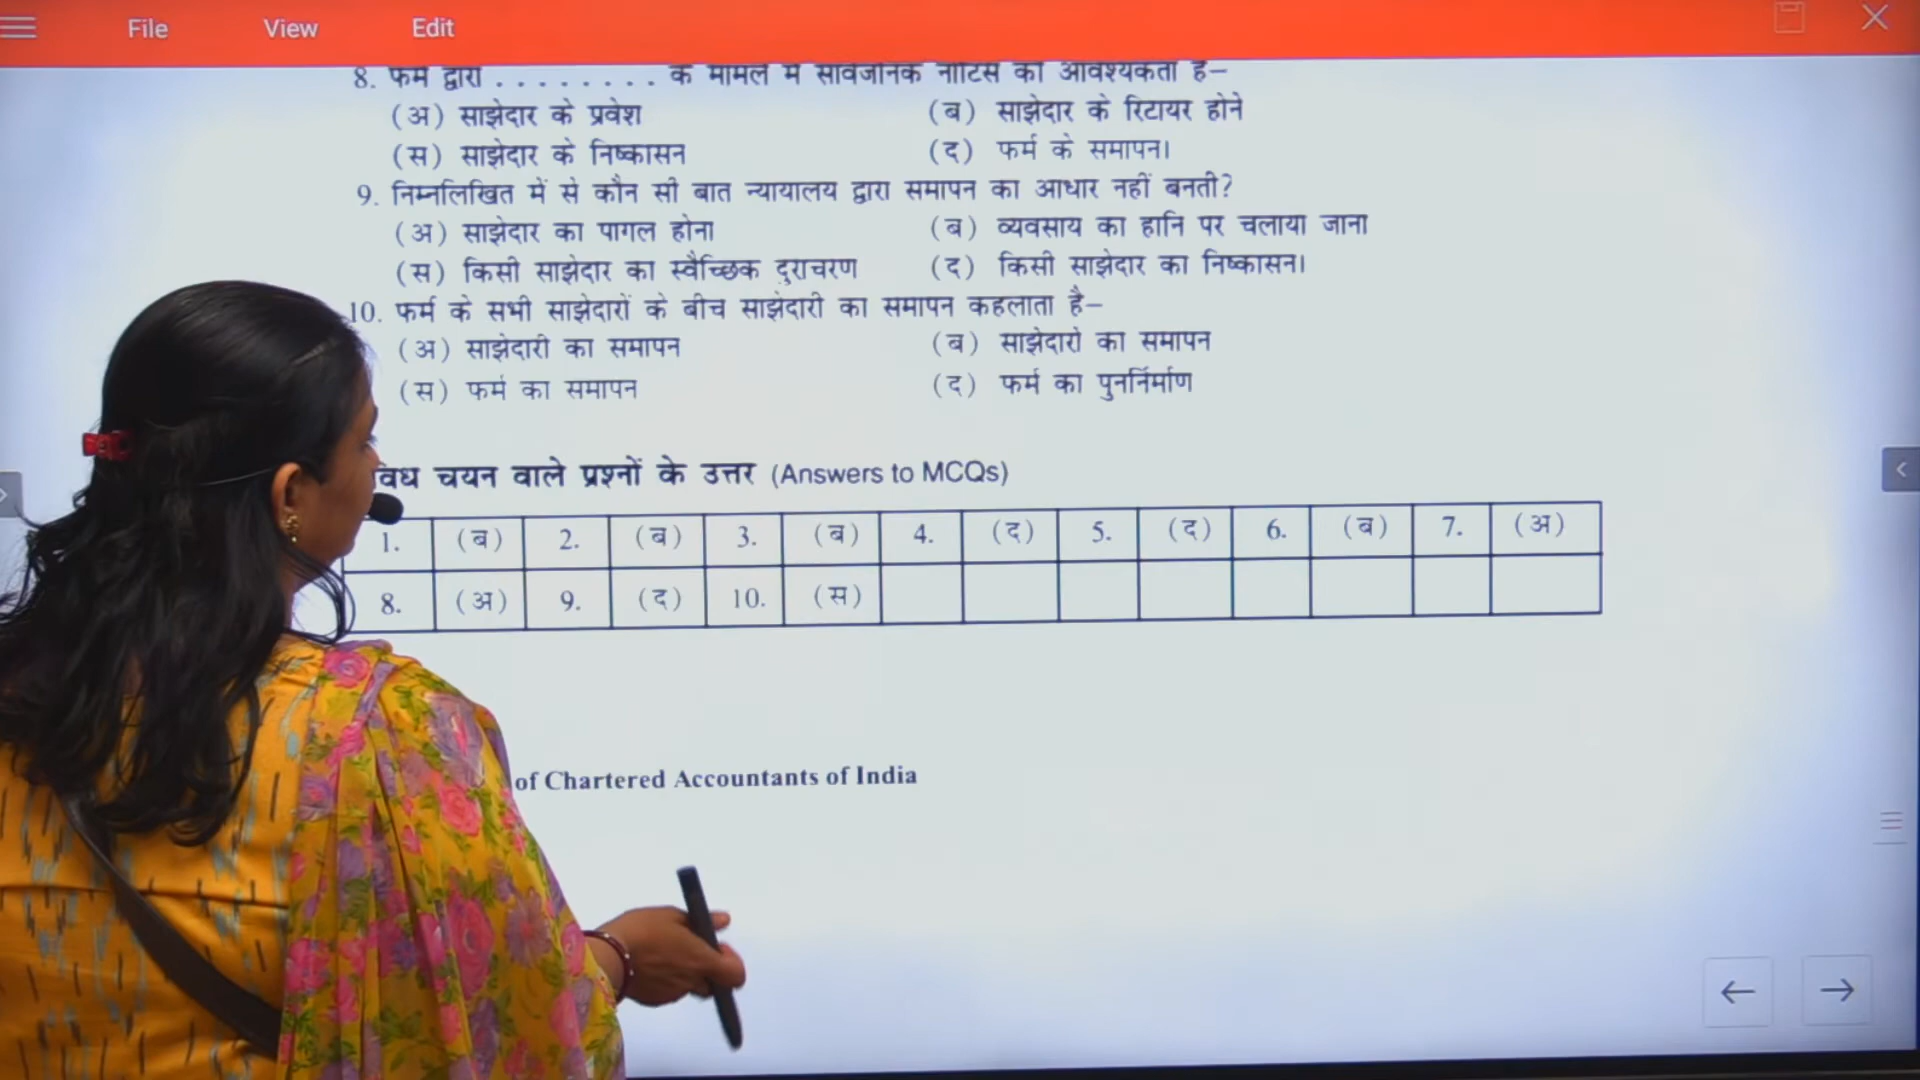 File View Edit
8. फर्म द्वारा . . . . . . . . के मामले में सार्वजनिक नोटिस की आवश्यकता है–
(अ) साझेदार के प्रवेश (ब) साझेदार के रिटायर होने
(स) साझेदार के निष्कासन (द) फर्म के समापन।
9. निम्नलिखित में से कौन सी बात न्यायालय द्वारा समापन का आधार नहीं बनती?
(अ) साझेदार का पागल होना (ब) व्यवसाय का हानि पर चलाया जाना
(स) किसी साझेदार का स्वैच्छिक दुराचरण (द) किसी साझेदार का निष्कासन।
10. फर्म के सभी साझेदारों के बीच साझेदारी का समापन कहलाता है–
(अ) साझेदारी का समापन (ब) साझेदारों का समापन
(स) फर्म का समापन (द) फर्म का पुनर्निर्माण
चयन वाले प्रश्नों के उत्तर (Answers to MCQs)
1. (ब) 2. (ब) 3. (ब) 4. (द) 5. (द) 6. (ब) 7. (अ)
8. (अ) 9. (द) 10. (स)
of Chartered Accountants of India